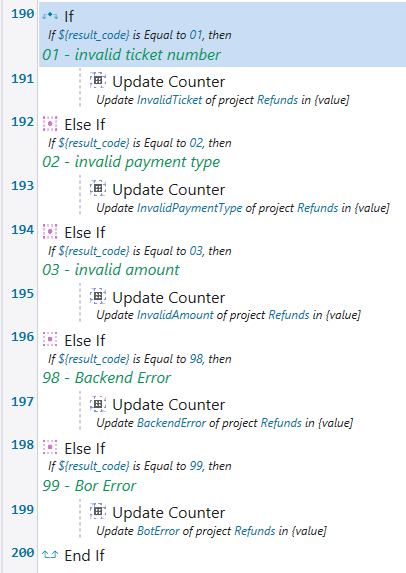 190 If
If ${result_code} is Equal to 01, then
01 - invalid ticket number
191 Update Counter
Update InvalidTicket of project Refunds in {value}
192 Else If
If ${result_code} is Equal to 02, then
02 - invalid payment type
193 Update Counter
Update InvalidPaymentType of project Refunds in {value}
194 Else If
If ${result_code} is Equal to 03, then
03 - invalid amount
195 Update Counter
Update InvalidAmount of project Refunds in {value}
196 Else If
If ${result_code} is Equal to 98, then
98 - Backend Error
197 Update Counter
Update BackendError of project Refunds in {value}
198 Else If
If ${result_code} is Equal to 99, then
99 - Bor Error
199 Update Counter
Update BotError of project Refunds in {value}
200 End If